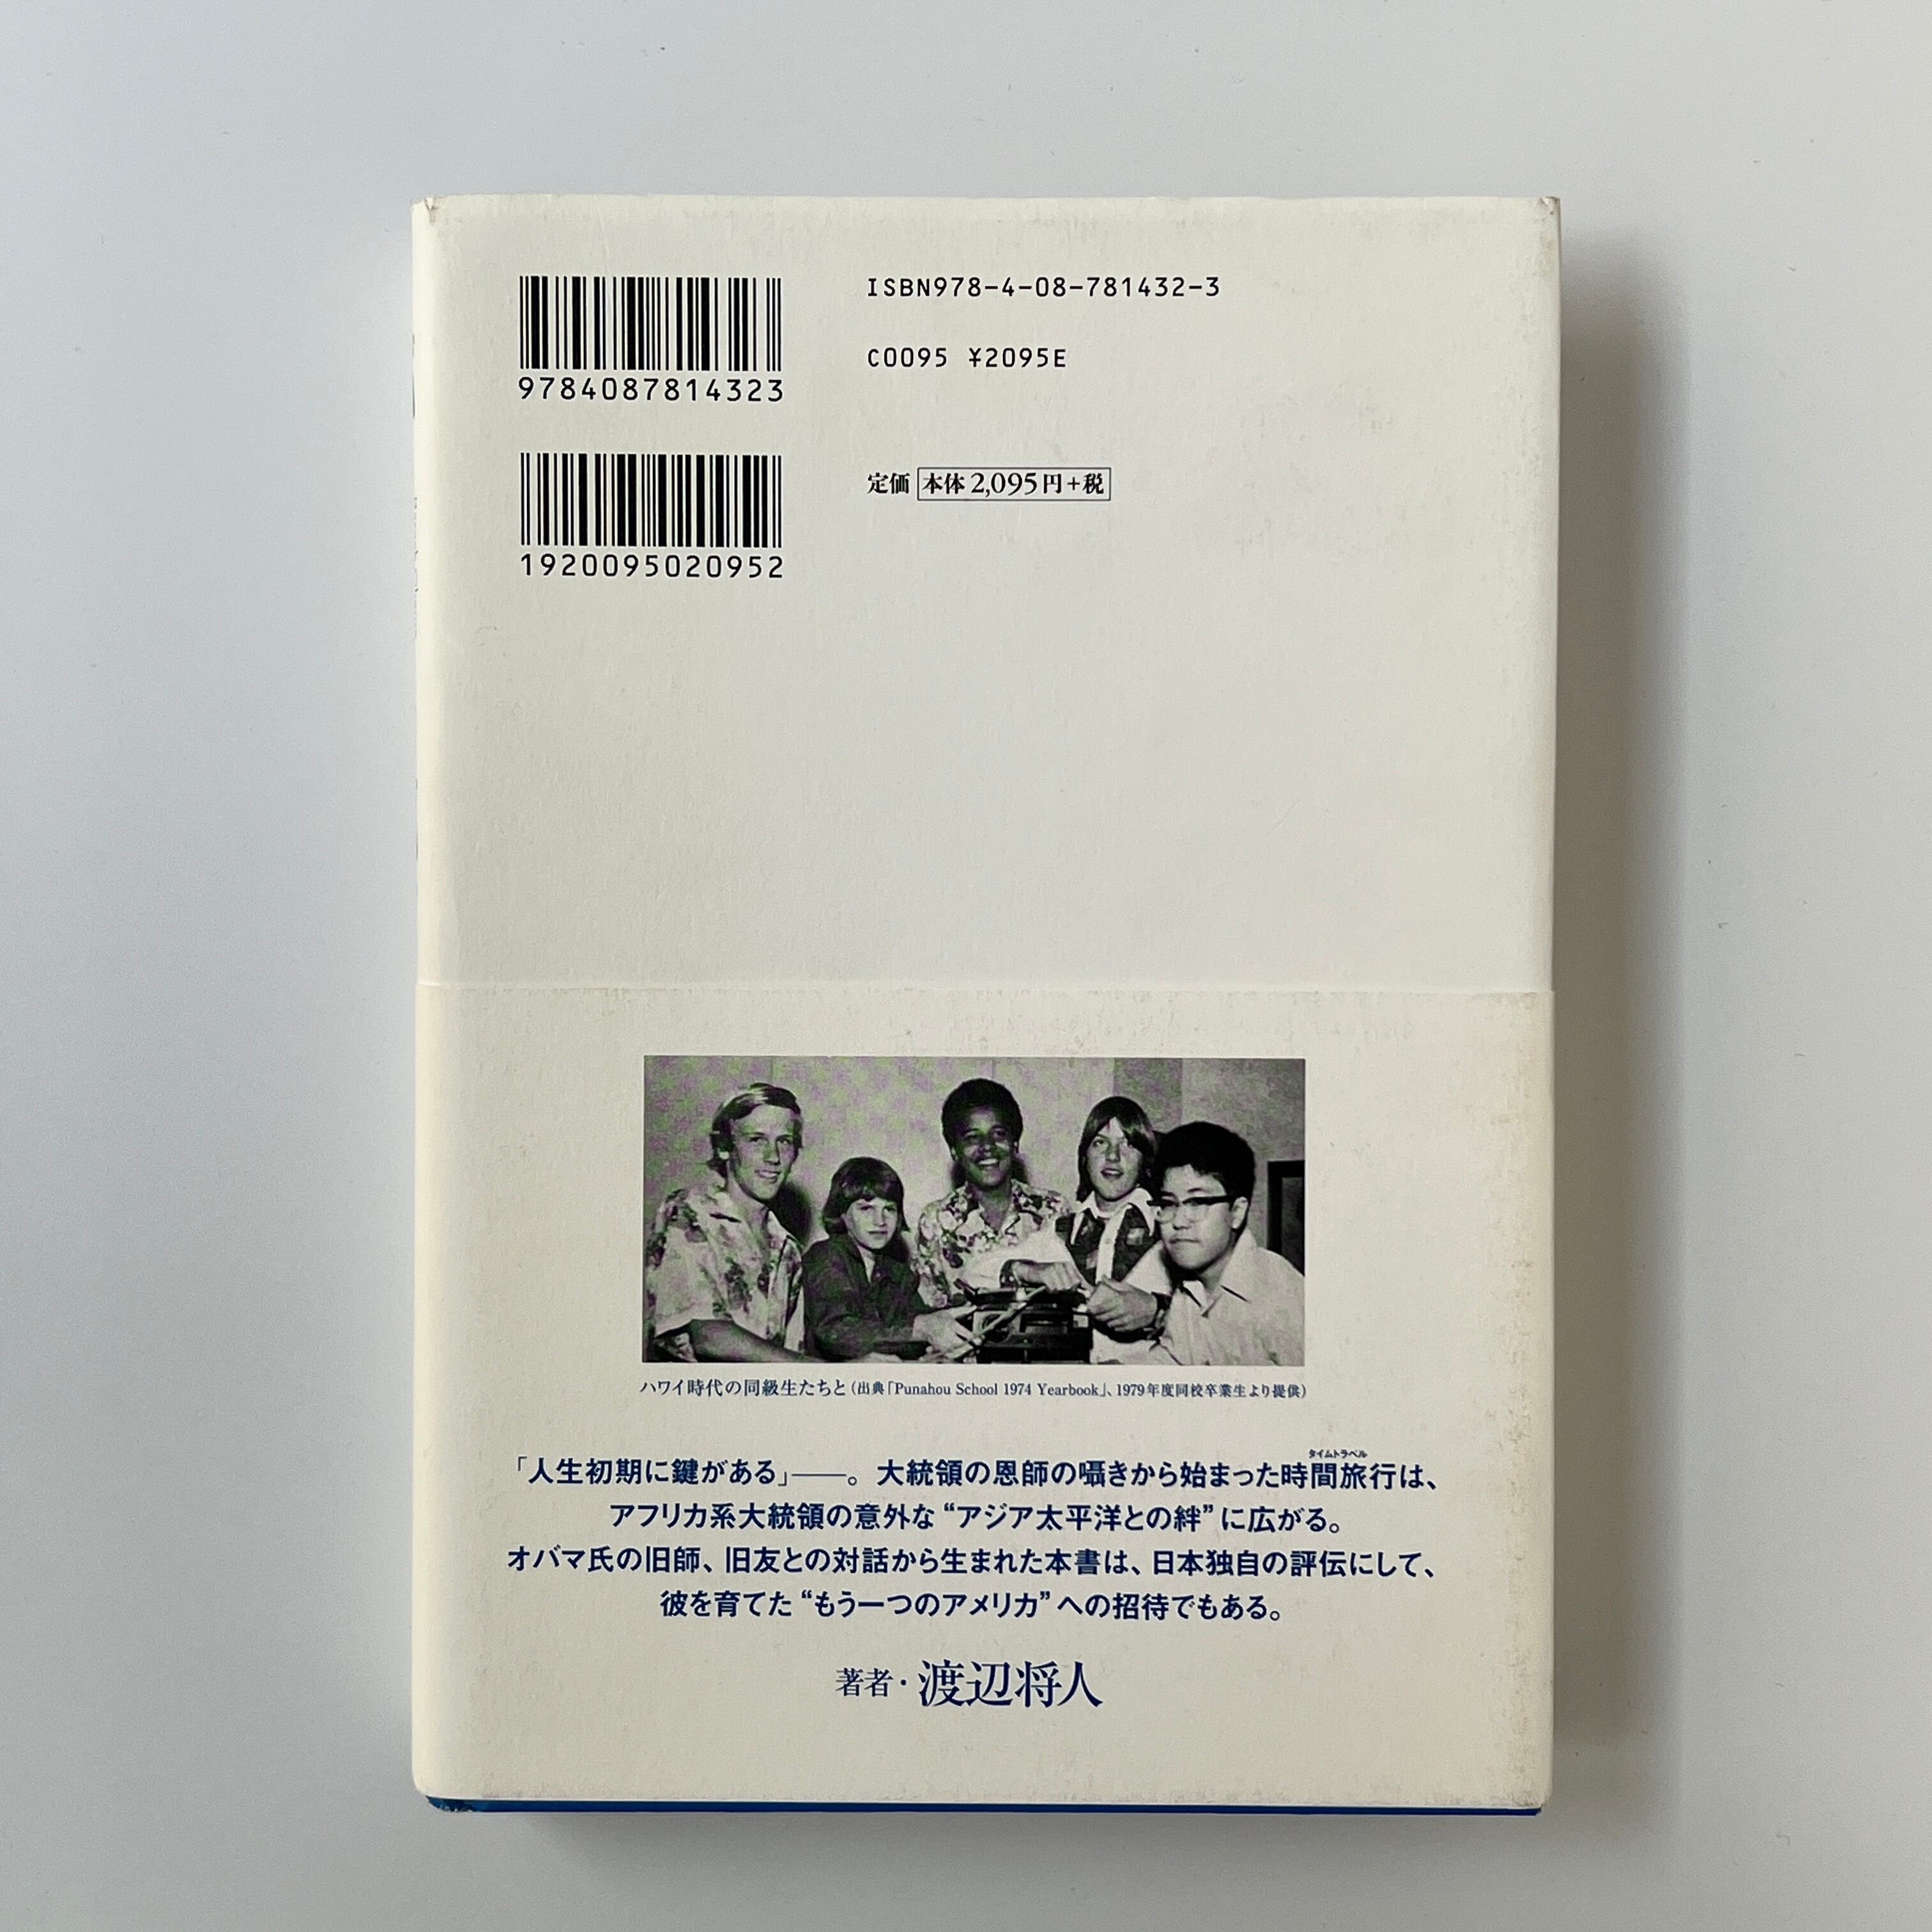 9784087814323
ISBN978-4-08-781432-3
C0095 ¥2095E
1920095020952
定価 本体 2,095円+税
ハワイ時代の同級生たちと（出典「Punahou School 1974 Yearbook」、1979年度同校卒業生より提供）
タイムトラベル
「人生初期に鍵がある」――。大統領の恩師の囁きから始まった時間旅行は、
アフリカ系大統領の意外な“アジア太平洋との絆”に広がる。
オバマ氏の旧師、旧友との対話から生まれた本書は、日本独自の評伝にして、
彼を育てた“もう一つのアメリカ”への招待でもある。
著者・渡辺将人